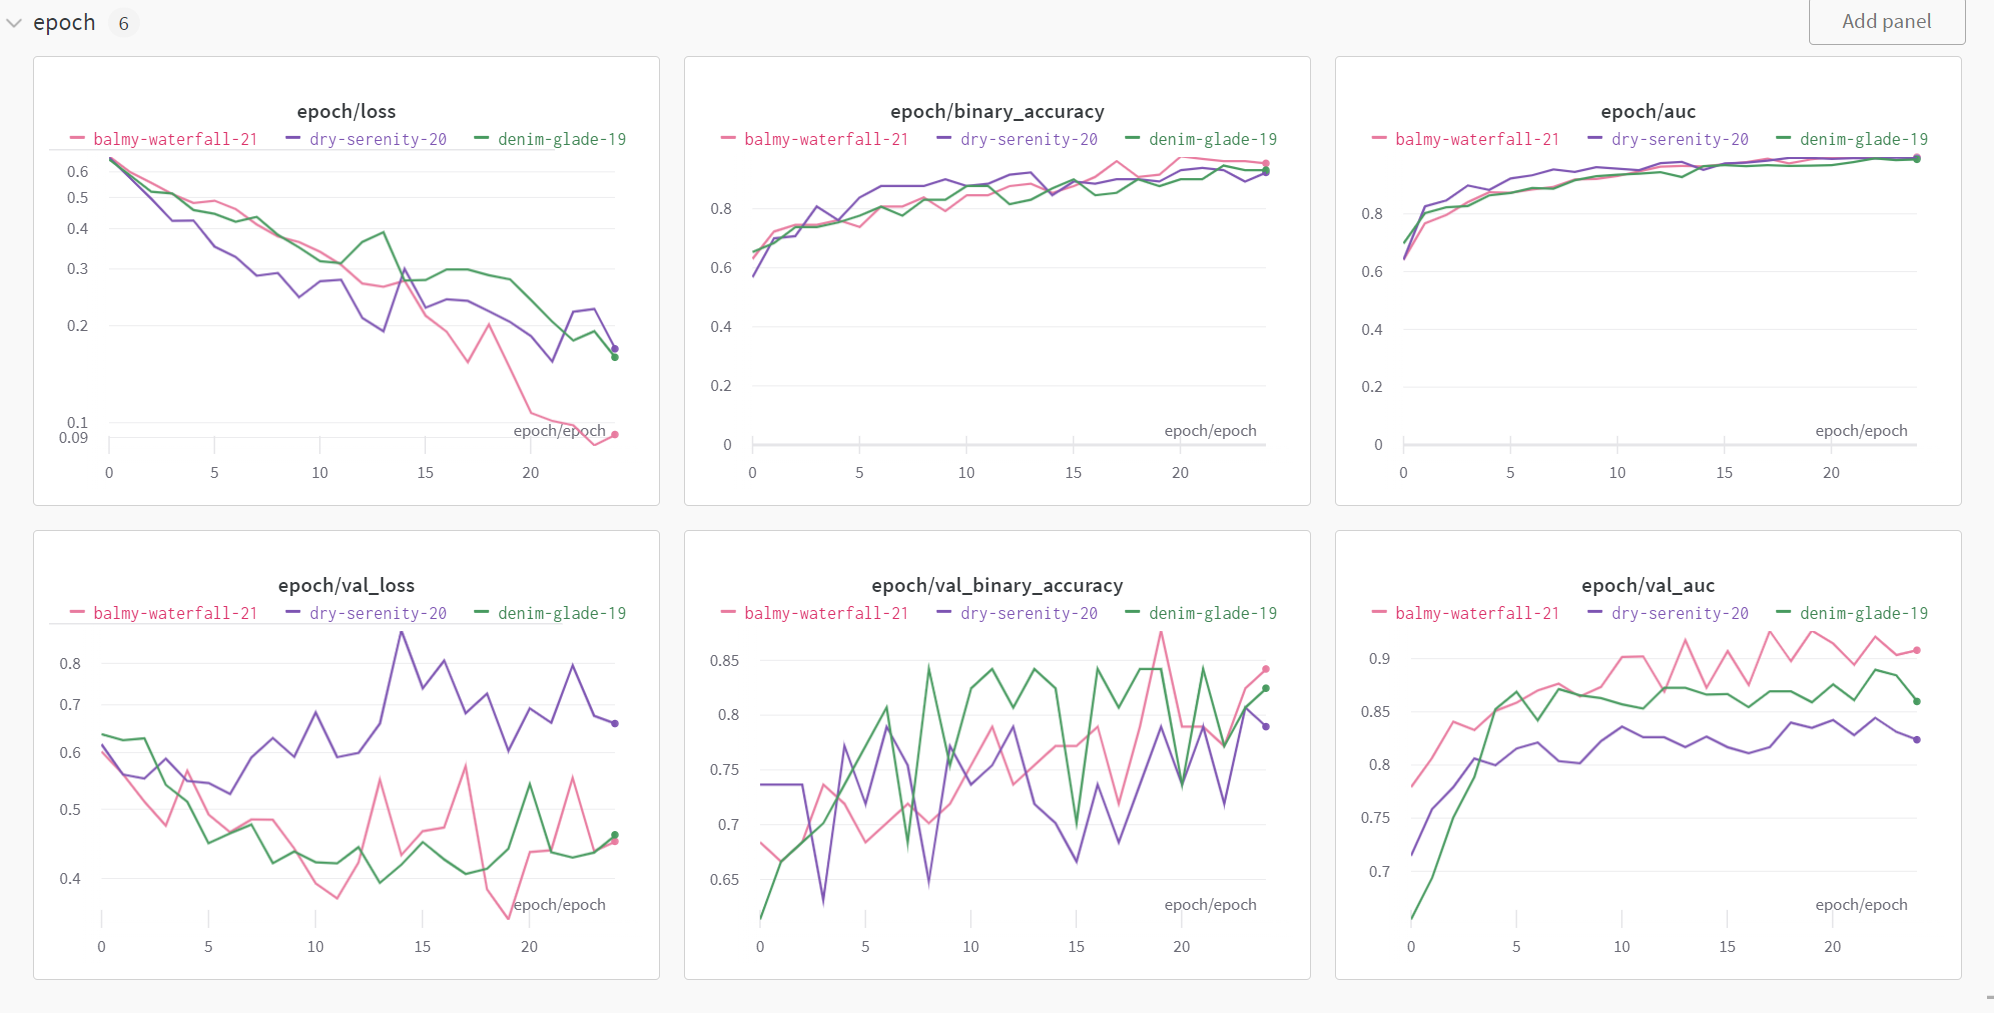 epoch 6 Add panel
epoch/loss
balmy-waterfall-21 dry-serenity-20 denim-glade-19
0.6
0.5
0.4
0.3
0.2
0.1
0.09
epoch/epoch
0 5 10 15 20
epoch/binary_accuracy
balmy-waterfall-21 dry-serenity-20 denim-glade-19
0.8
0.6
0.4
0.2
0
epoch/epoch
0 5 10 15 20
epoch/auc
balmy-waterfall-21 dry-serenity-20 denim-glade-19
0.8
0.6
0.4
0.2
0
epoch/epoch
0 5 10 15 20
epoch/val_loss
balmy-waterfall-21 dry-serenity-20 denim-glade-19
0.8
0.7
0.6
0.5
0.4
epoch/epoch
0 5 10 15 20
epoch/val_binary_accuracy
balmy-waterfall-21 dry-serenity-20 denim-glade-19
0.85
0.8
0.75
0.7
0.65
epoch/epoch
0 5 10 15 20
epoch/val_auc
balmy-waterfall-21 dry-serenity-20 denim-glade-19
0.9
0.85
0.8
0.75
0.7
epoch/epoch
0 5 10 15 20